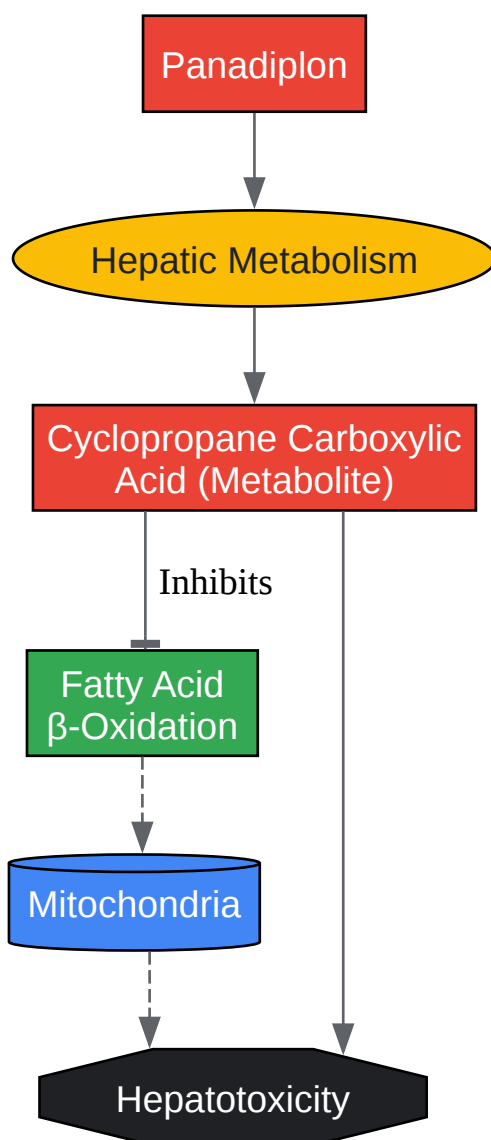 Panadiplon
Hepatic Metabolism
Cyclopropane Carboxylic
Acid (Metabolite)
Inhibits
Fatty Acid
β-Oxidation
Mitochondria
Hepatotoxicity